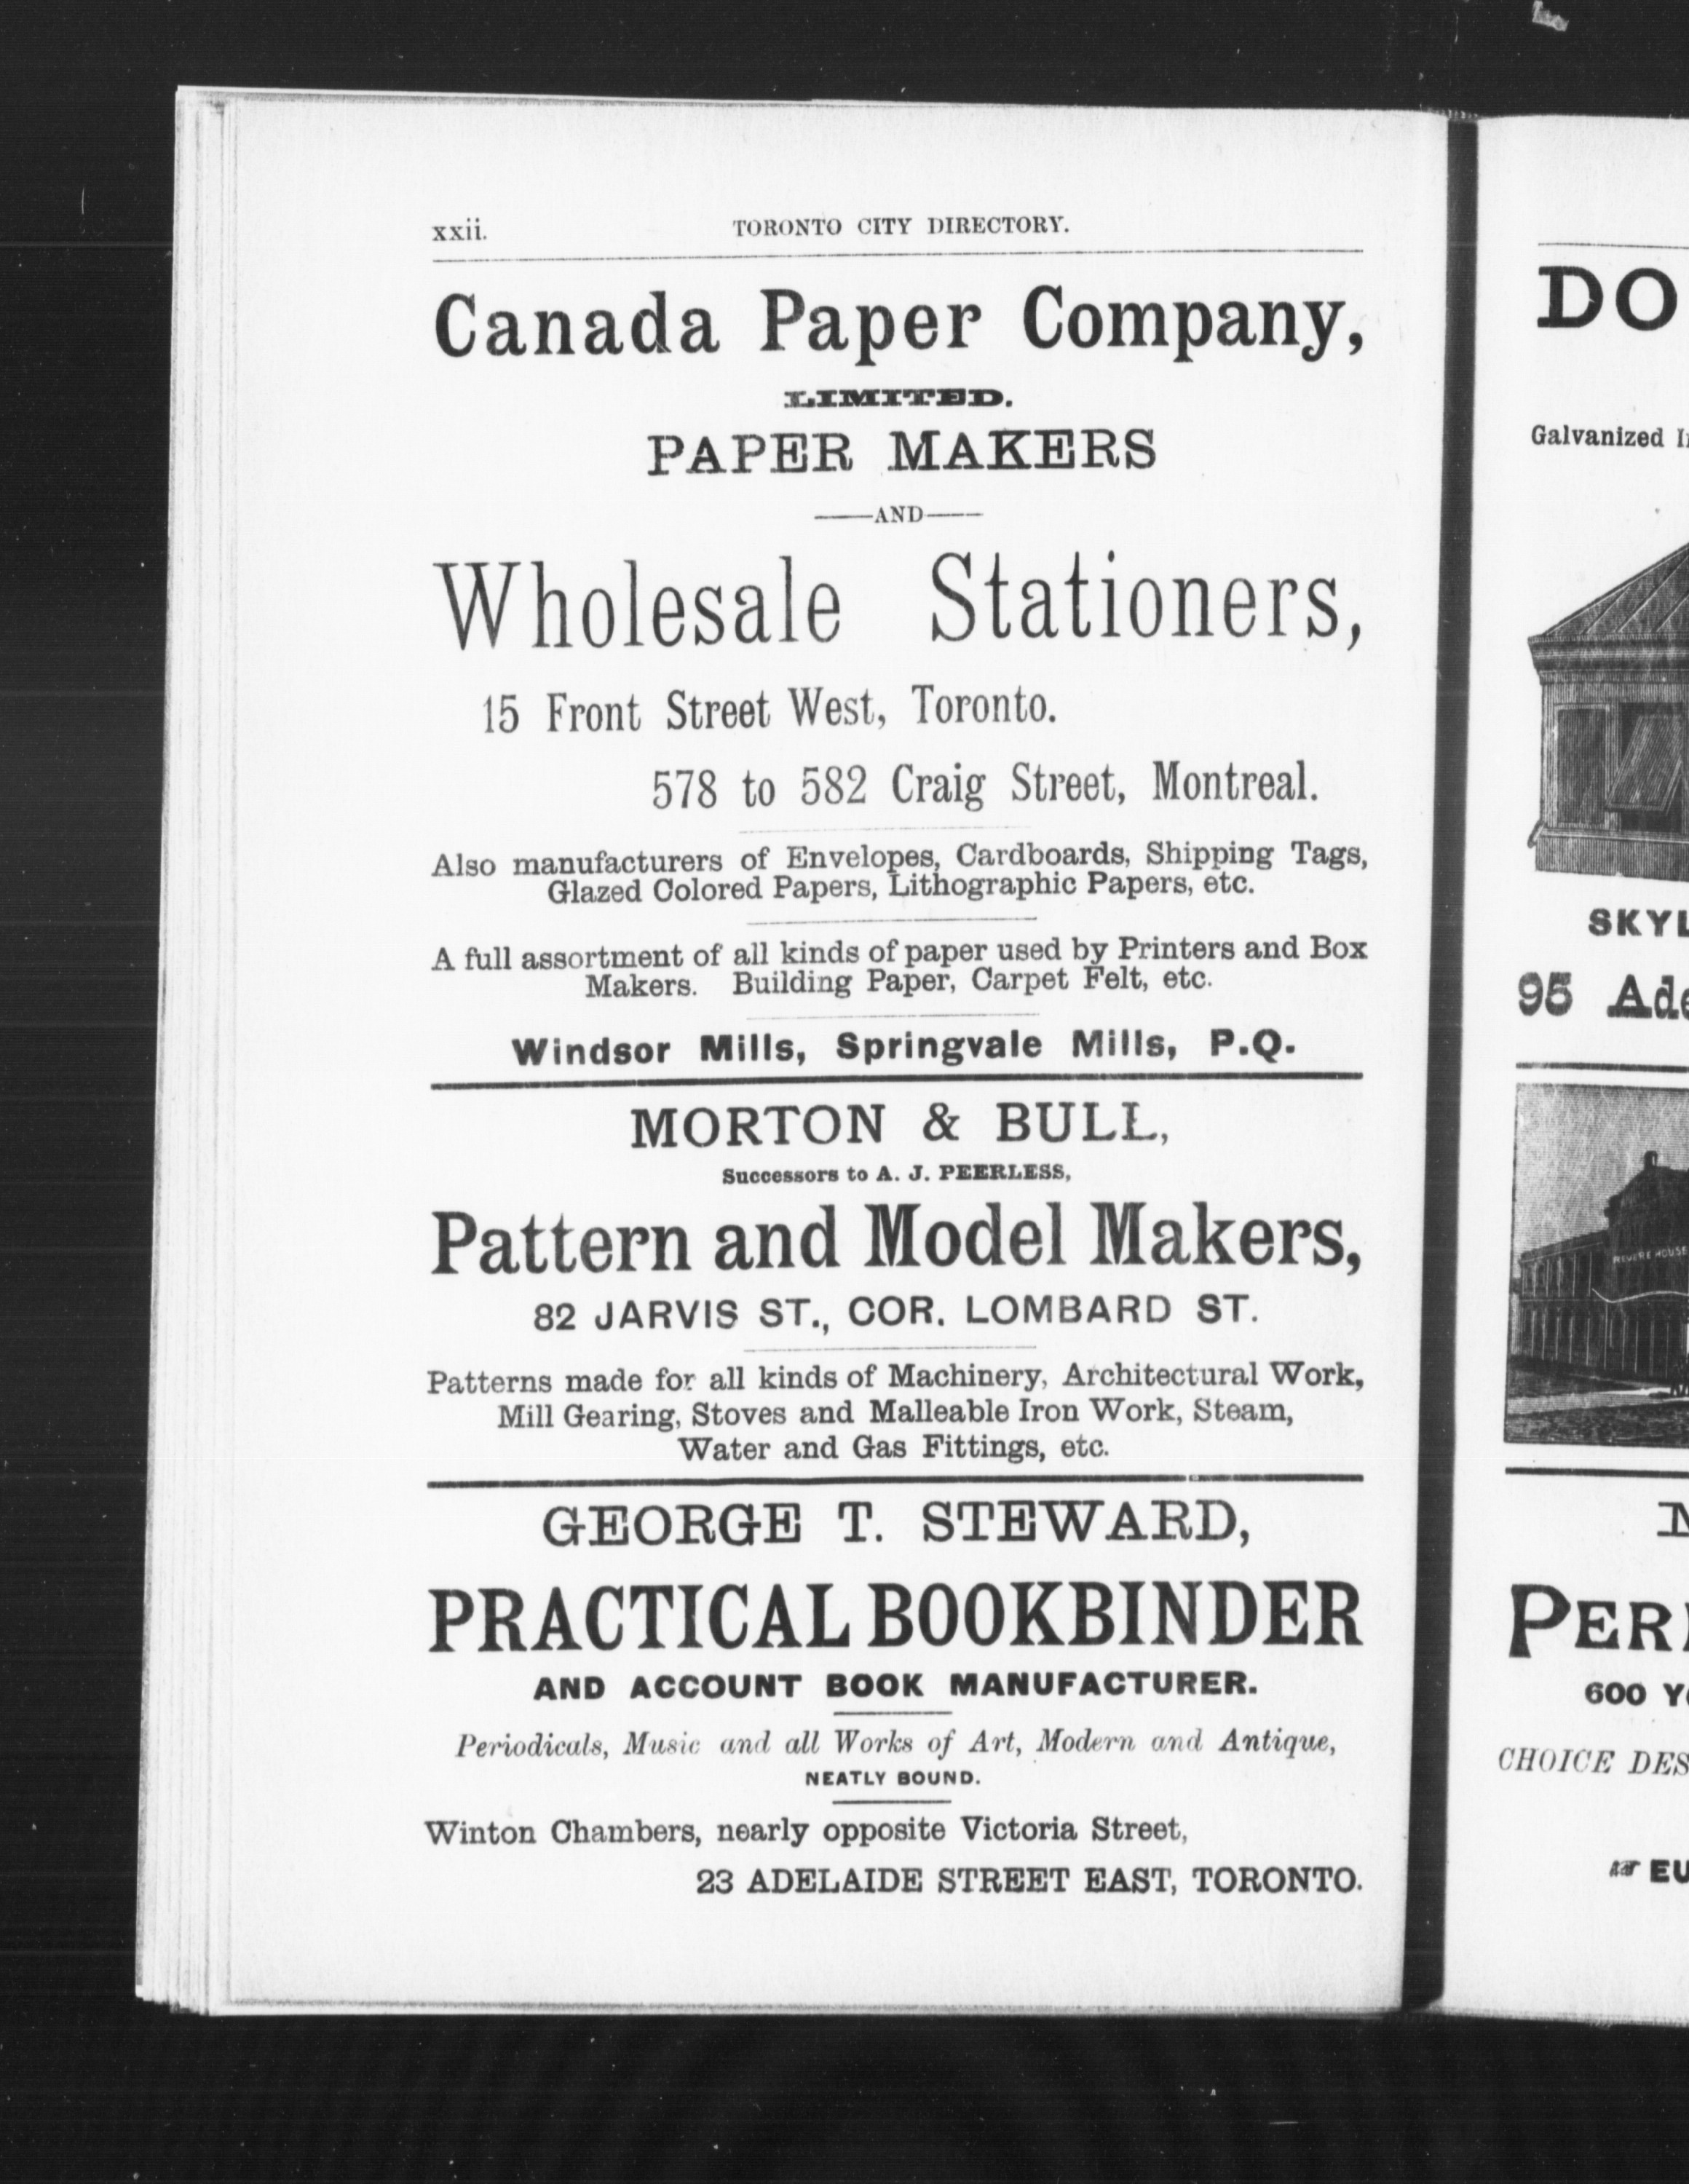 xxii. TORONTO CITY DIRECTORY.
Canada Paper Company,
LIMITED.
PAPER MAKERS
—AND—
Wholesale Stationers,
15 Front Street West, Toronto.
578 to 582 Craig Street, Montreal.
Also manufacturers of Envelopes, Cardboards, Shipping Tags,
Glazed Colored Papers, Lithographic Papers, etc.
A full assortment of all kinds of paper used by Printers and Box
Makers. Building Paper, Carpet Felt, etc.
Windsor Mills, Springvale Mills, P.Q.
MORTON & BULL,
Successors to A. J. PEERLESS,
Pattern and Model Makers,
82 JARVIS ST., COR. LOMBARD ST.
Patterns made for all kinds of Machinery, Architectural Work,
Mill Gearing, Stoves and Malleable Iron Work, Steam,
Water and Gas Fittings, etc.
GEORGE T. STEWARD,
PRACTICAL BOOKBINDER
AND ACCOUNT BOOK MANUFACTURER.
Periodicals, Music and all Works of Art, Modern and Antique,
NEATLY BOUND.
Winton Chambers, nearly opposite Victoria Street,
23 ADELAIDE STREET EAST, TORONTO.
DO
Galvanized
SKYL
95 Ade
REVERE HOUSE
PER
600
CHOICE DES
EU